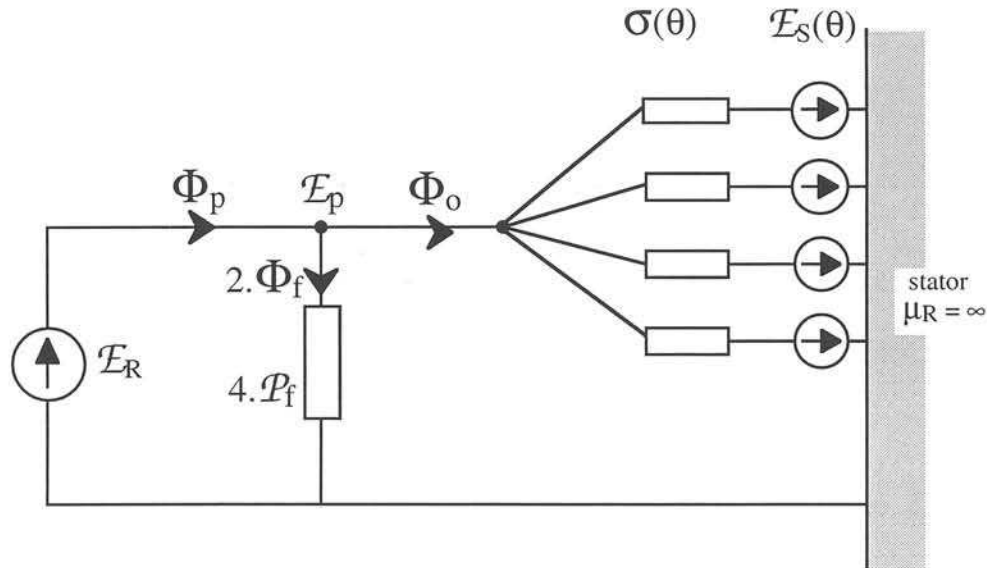 σ(θ) ℰS(θ)
Φp ℰp Φo
2.Φf
ℰR
4.𝒫f
stator
μR = ∞